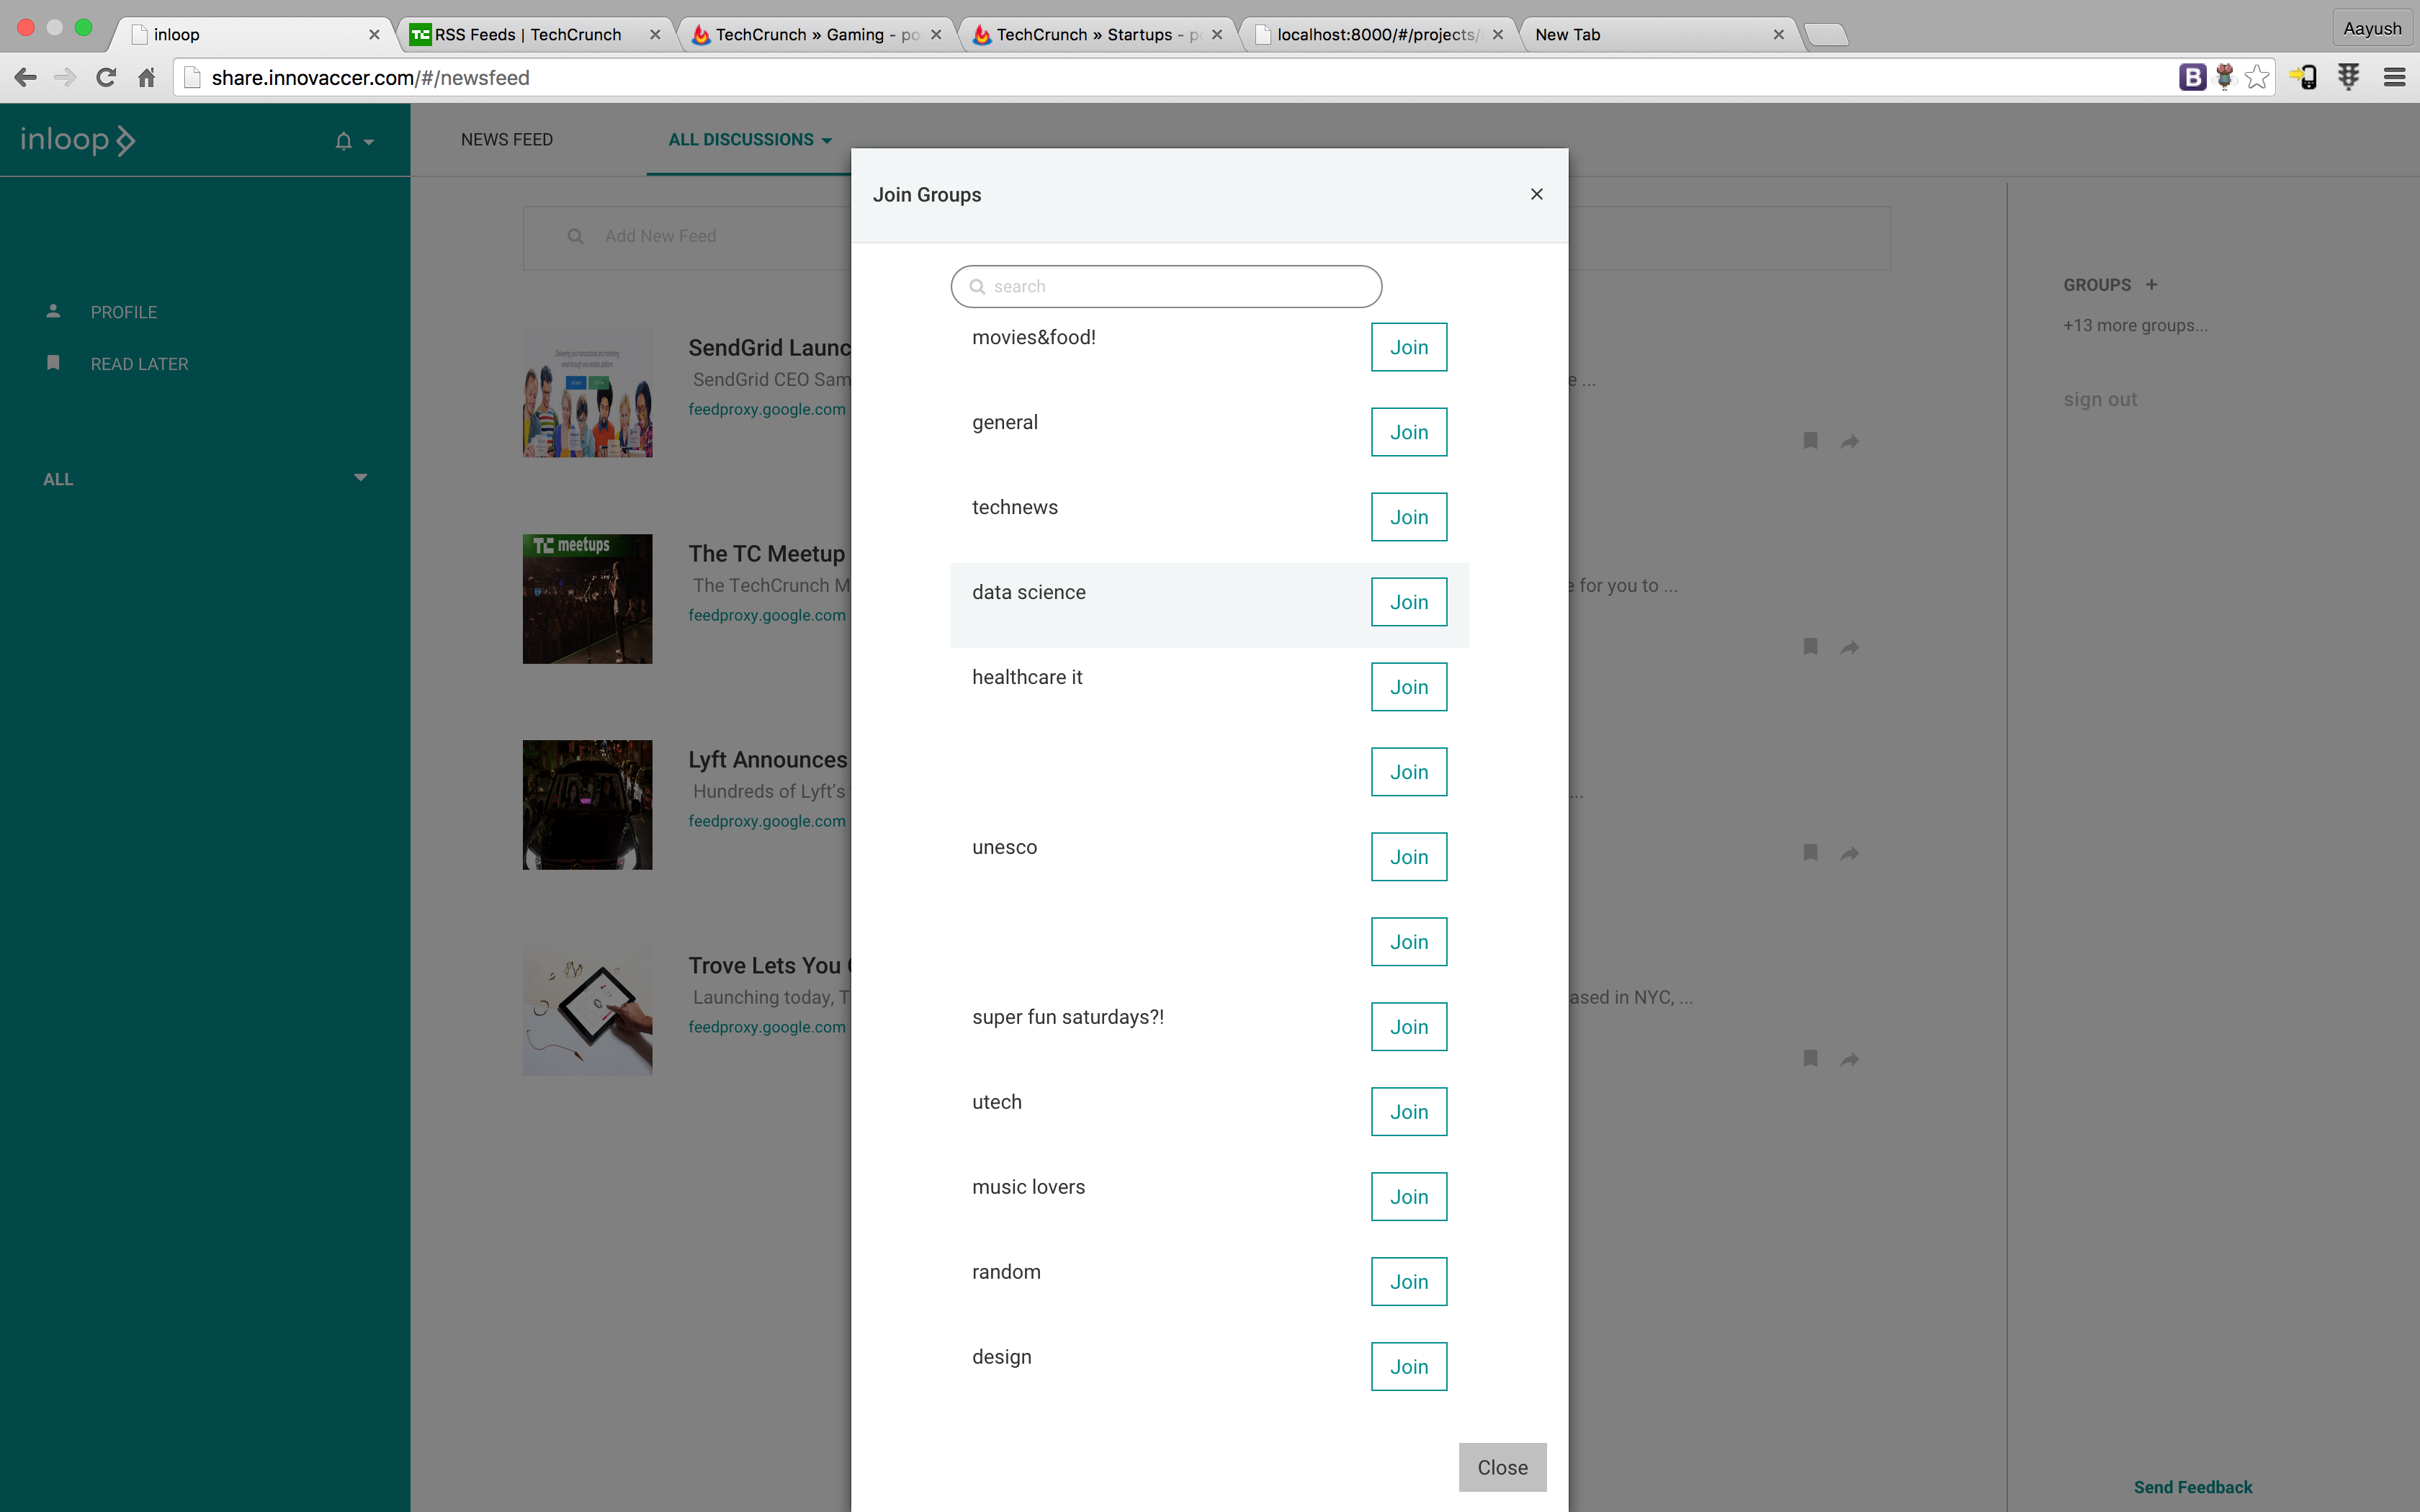 inloop
RSS Feeds | TechCrunch
TechCrunch » Gaming - po
TechCrunch » Startups - p
localhost:8000/#/projects/
New Tab
Aayush
share.innovaccer.com/#/newsfeed
inloop
NEWS FEED
ALL DISCUSSIONS
PROFILE
READ LATER
ALL
Add New Feed
SendGrid Launc
SendGrid CEO Sam
e ...
feedproxy.google.com
TC meetups
The TC Meetup
The TechCrunch M
e for you to ...
feedproxy.google.com
Lyft Announces
Hundreds of Lyft's
...
feedproxy.google.com
Trove Lets You
Launching today, T
ased in NYC, ...
feedproxy.google.com
Join Groups
search
movies&food!
Join
general
Join
technews
Join
data science
Join
healthcare it
Join
Join
unesco
Join
Join
super fun saturdays?!
Join
utech
Join
music lovers
Join
random
Join
design
Join
Close
GROUPS +
+13 more groups...
sign out
Send Feedback